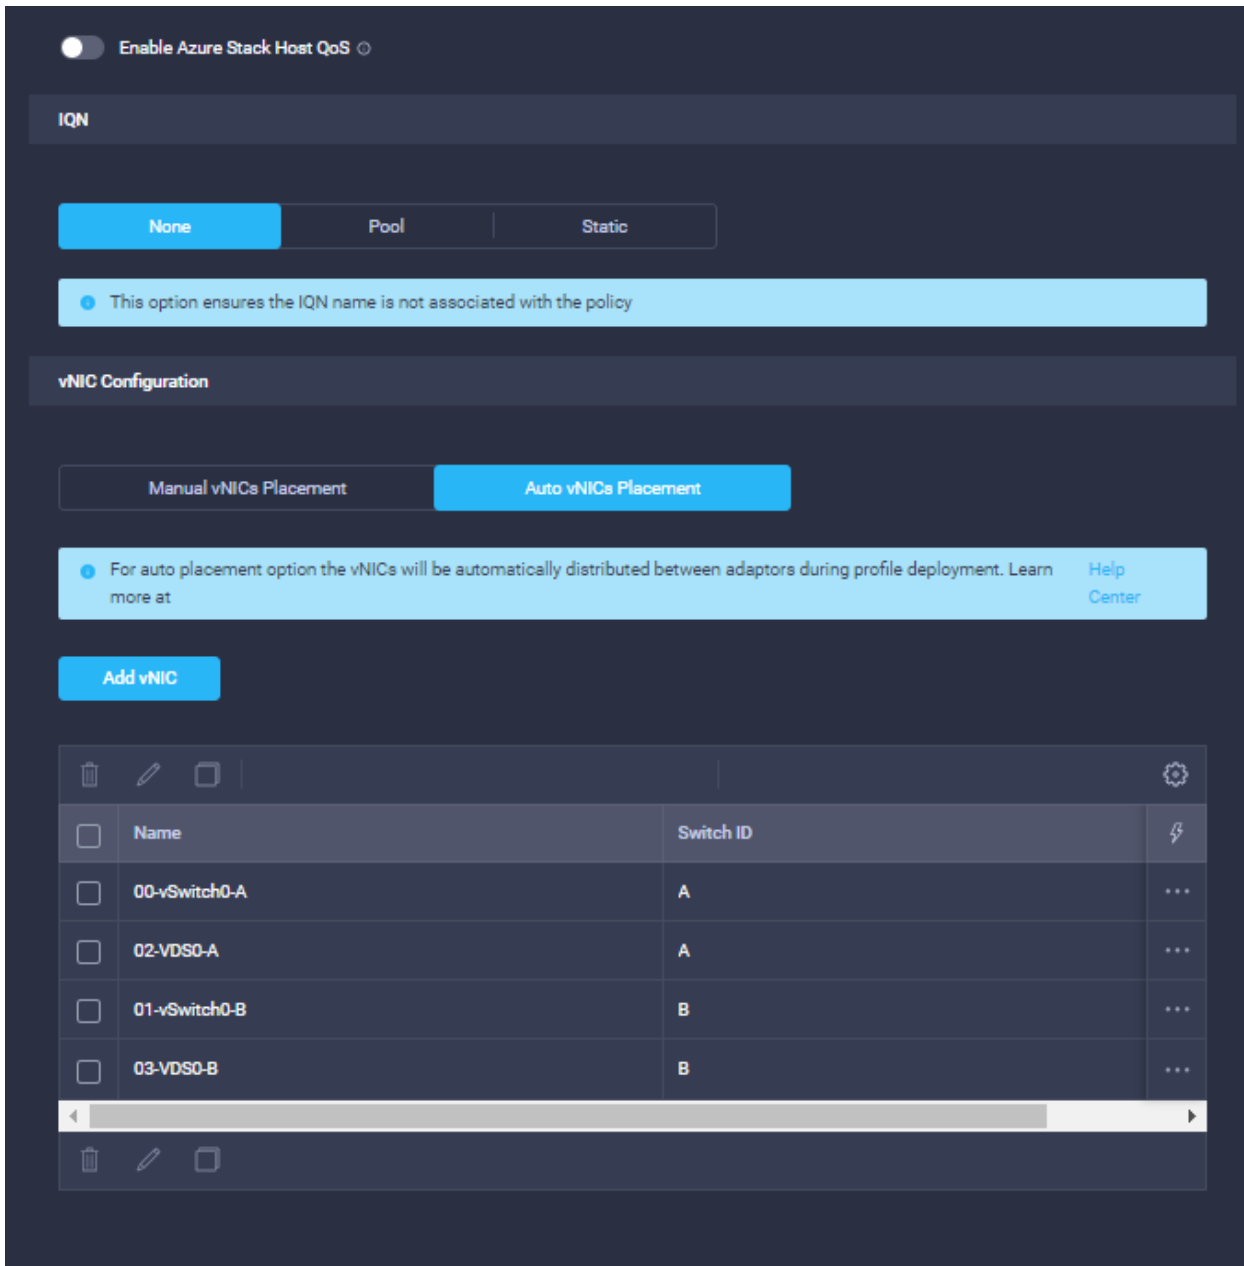 Enable Azure Stack Host QoS
IQN
None
Pool
Static
This option ensures the IQN name is not associated with the policy
vNIC Configuration
Manual vNICs Placement
Auto vNICs Placement
For auto placement option the vNICs will be automatically distributed between adaptors during profile deployment. Learn
more at
Help
Center
Add vNIC
Name
Switch ID
00-vSwitch0-A
A
02-VDS0-A
A
01-vSwitch0-B
B
03-VDS0-B
B